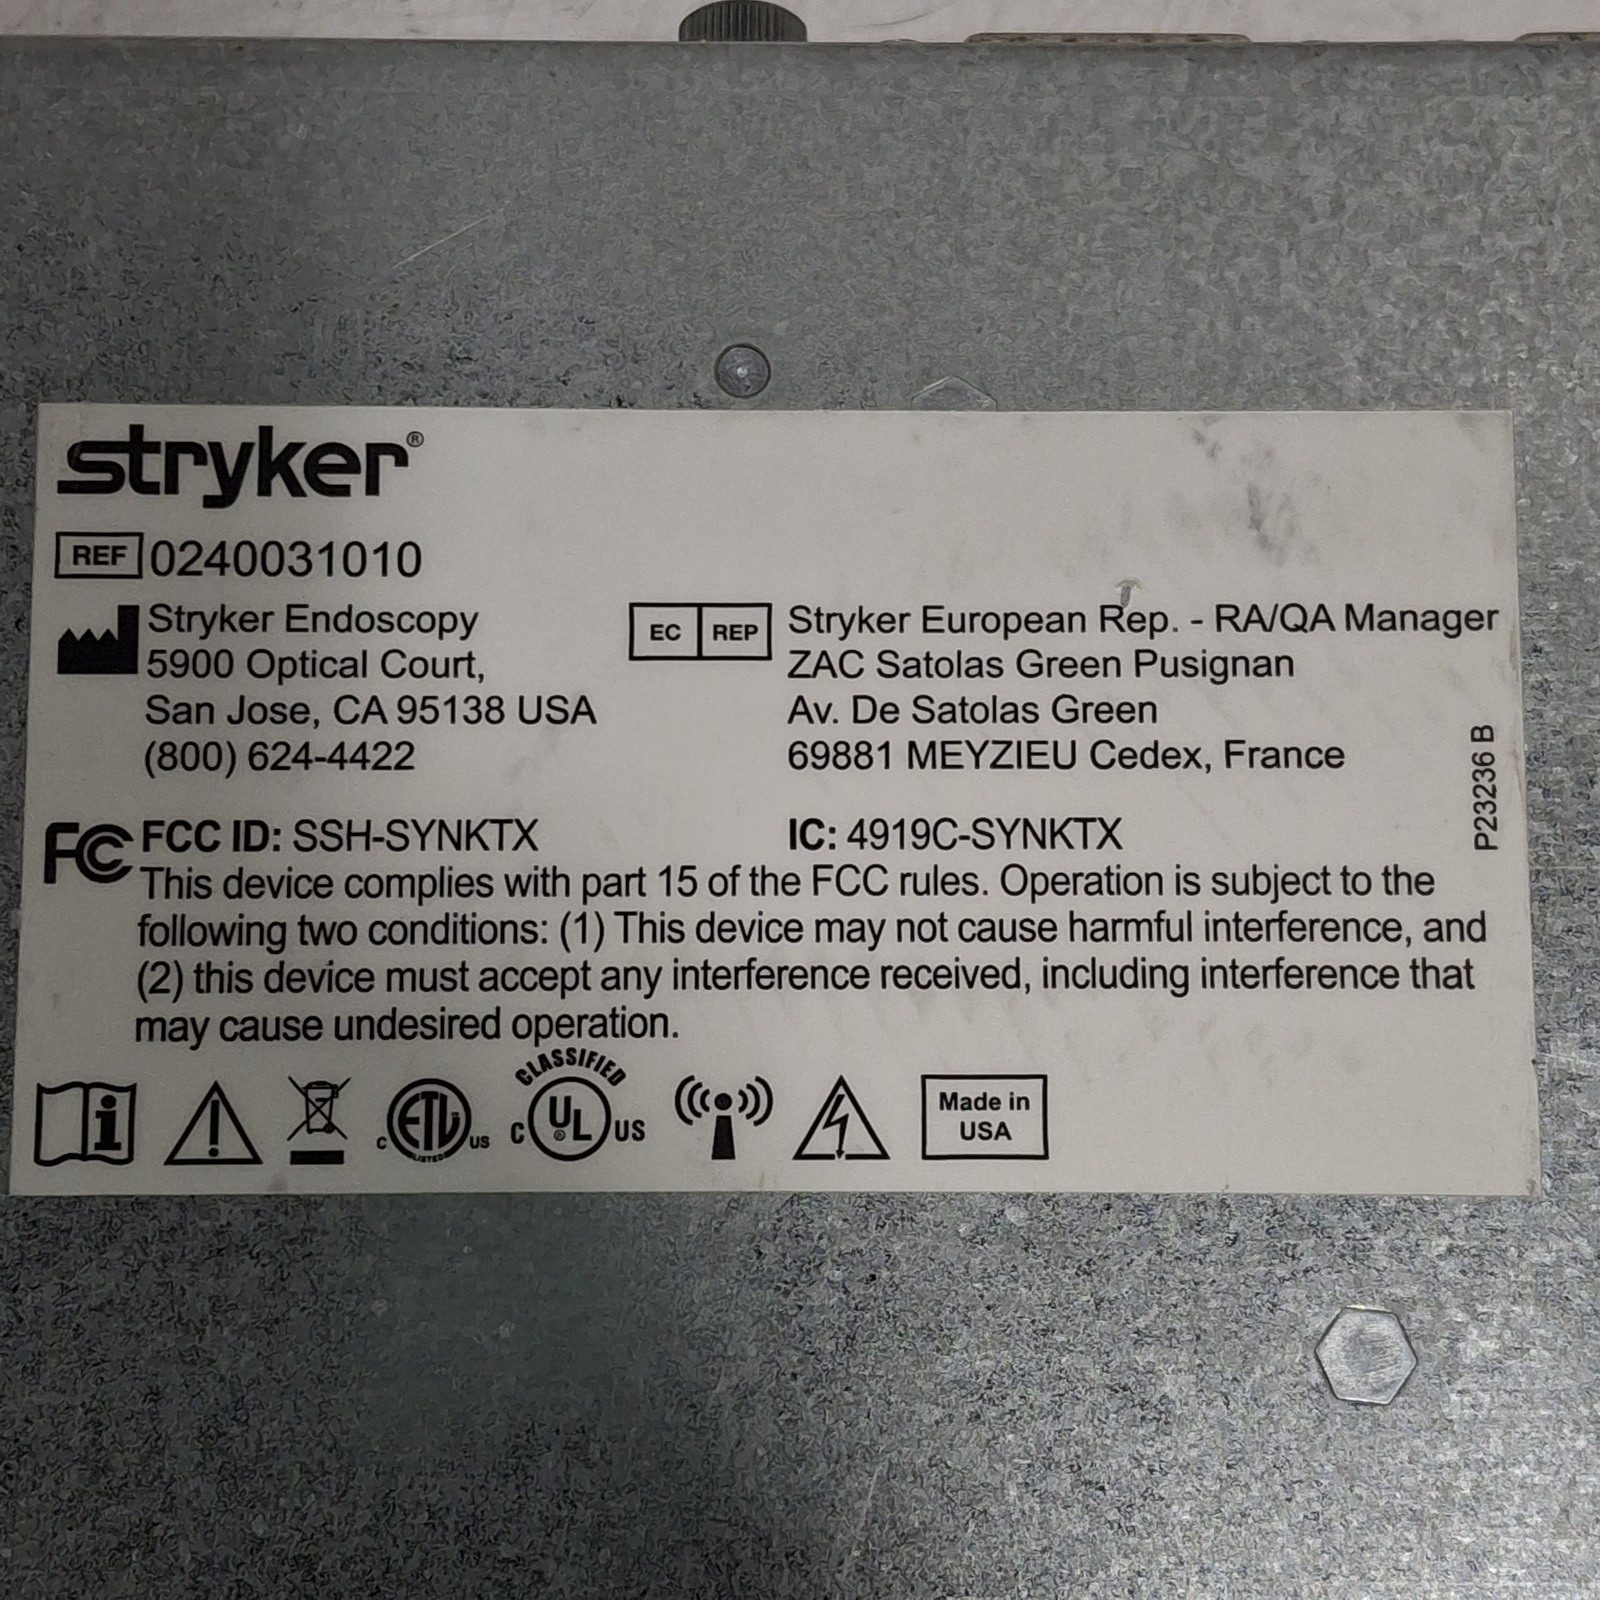 stryker®
REF 0240031010
Stryker Endoscopy
5900 Optical Court,
San Jose, CA 95138 USA
(800) 624-4422
EC REP
Stryker European Rep. - RA/QA Manager
ZAC Satolas Green Pusignan
Av. De Satolas Green
69881 MEYZIEU Cedex, France
P23236 B
FC FCC ID: SSH-SYNKTX
IC: 4919C-SYNKTX
This device complies with part 15 of the FCC rules. Operation is subject to the
following two conditions: (1) This device may not cause harmful interference, and
(2) this device must accept any interference received, including interference that
may cause undesired operation.
i
C ETL US
LISTED
CLASSIFIED
C UL® US
Made in
USA